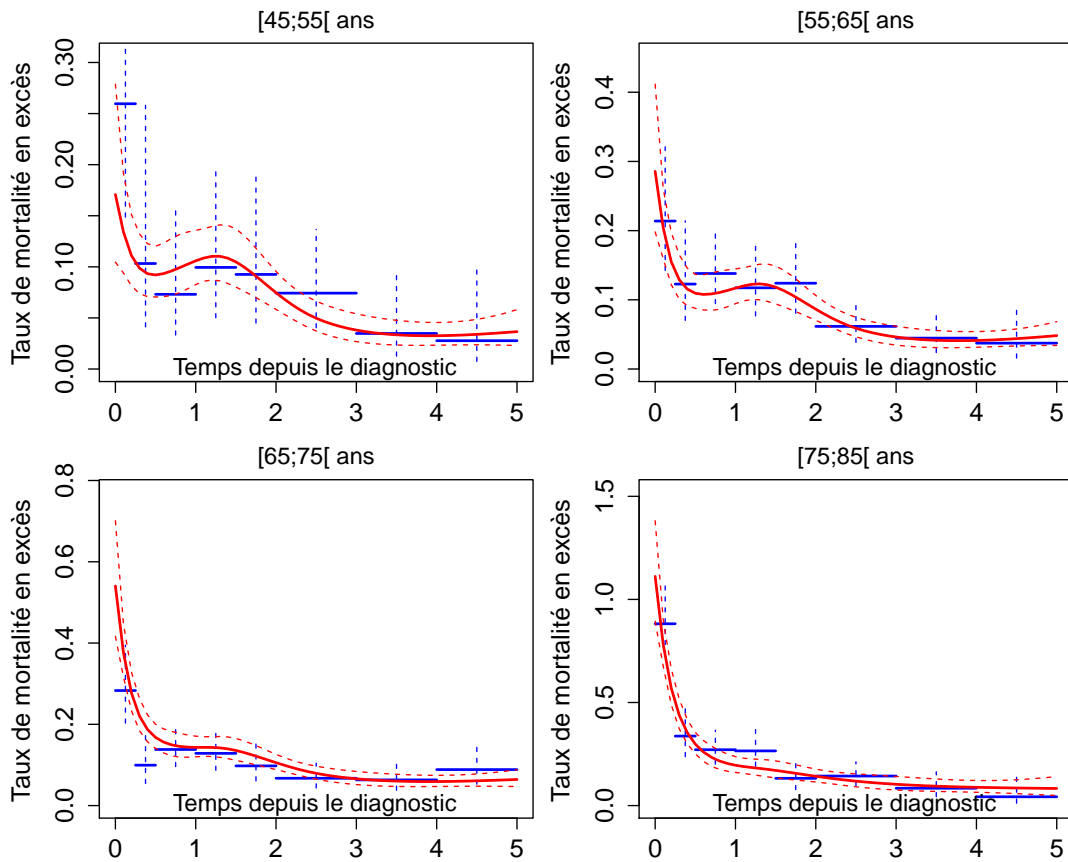 [45;55[ ans
Taux de mortalité en excès
0.30
0.20
0.10
0.00
Temps depuis le diagnostic
0 1 2 3 4 5
[55;65[ ans
Taux de mortalité en excès
0.4
0.3
0.2
0.1
0.0
Temps depuis le diagnostic
0 1 2 3 4 5
[65;75[ ans
Taux de mortalité en excès
0.8
0.6
0.4
0.2
0.0
Temps depuis le diagnostic
0 1 2 3 4 5
[75;85[ ans
Taux de mortalité en excès
1.5
1.0
0.5
0.0
Temps depuis le diagnostic
0 1 2 3 4 5